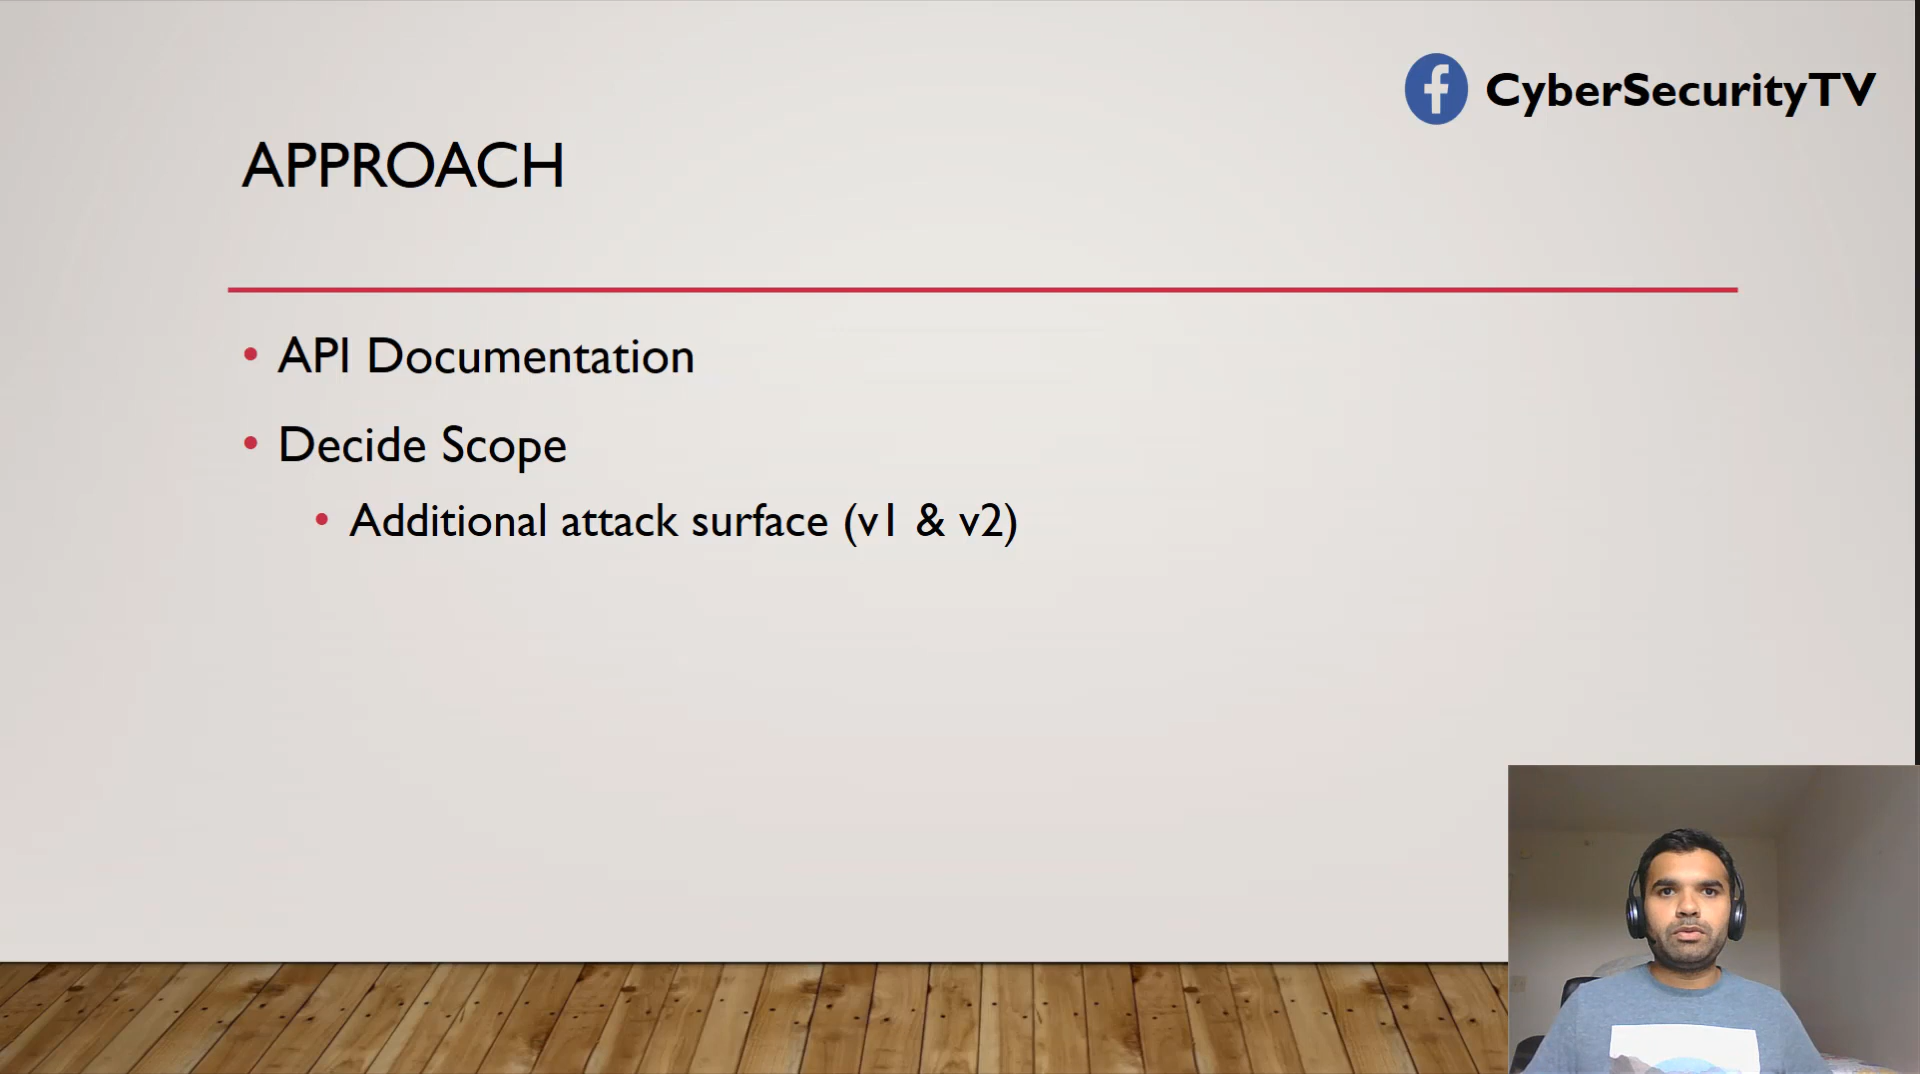 CyberSecurityTV
APPROACH
• API Documentation
• Decide Scope
• Additional attack surface (v1 & v2)